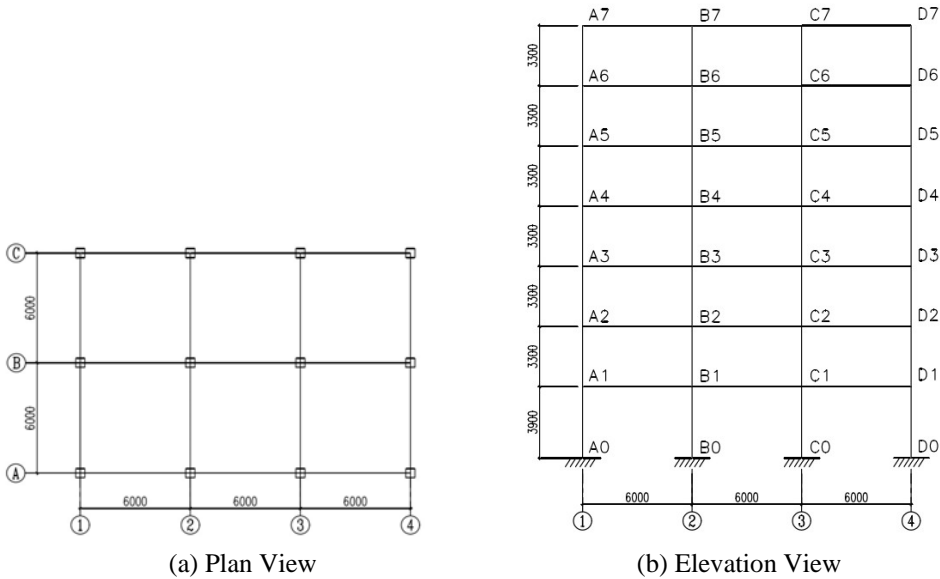 C
B
A
6000
6000
6000
6000
6000
1
2
3
4
(a) Plan View
A7 B7 C7 D7
3300
A6 B6 C6 D6
3300
A5 B5 C5 D5
3300
A4 B4 C4 D4
3300
A3 B3 C3 D3
3300
A2 B2 C2 D2
3300
A1 B1 C1 D1
3900
A0 B0 C0 D0
6000 6000 6000
1 2 3 4
(b) Elevation View